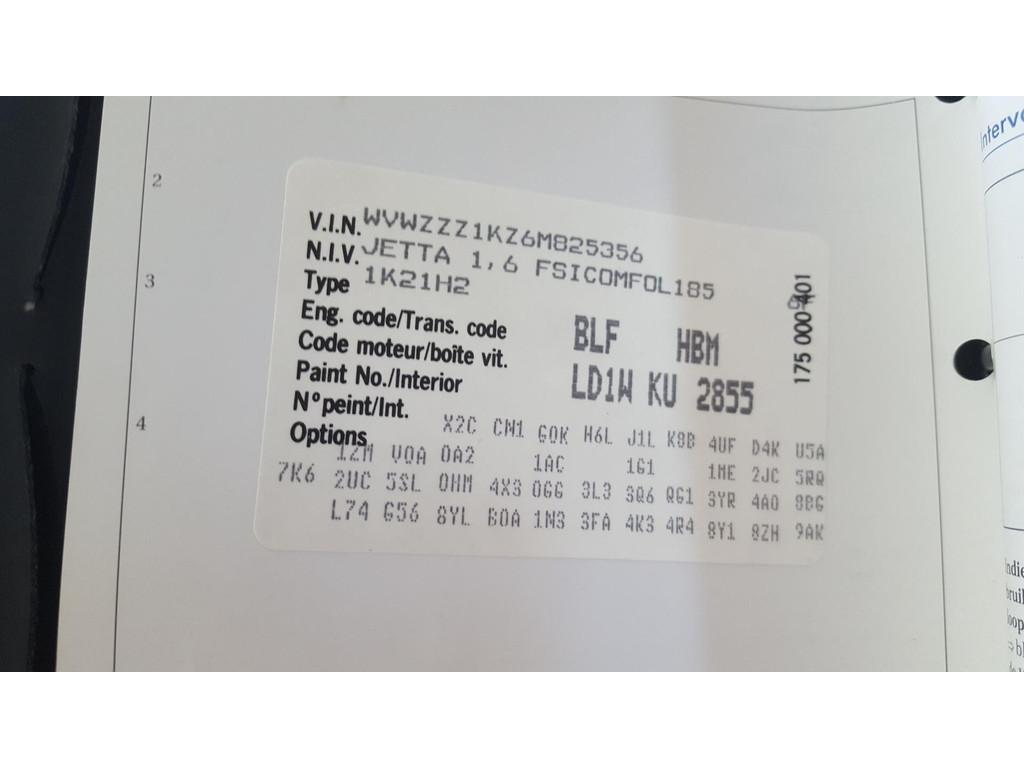 2
3
4
V.I.N. WVWZZZ1KZ6M825356
N.I.V. JETTA 1,6 FSICOMFOL185
Type 1K21H2
Eng. code/Trans. code
Code moteur/boîte vit. BLF HBM
Paint No./Interior LD1W KU 2855
N° peint/Int.
Options X2C CN1 G0K H6L J1L K8B 4UF D4K U5A
1ZM V0A 0A2 1AC 1G1 1ME 2JC 5RQ
7K6 2UC 5SL 0HM 4X3 0GG 3L3 3Q6 QG1 3YR 4A0 8BG
L74 G56 8YL B0A 1N3 3FA 4K3 4R4 8Y1 8ZH 9AK
175 000 401
Interv